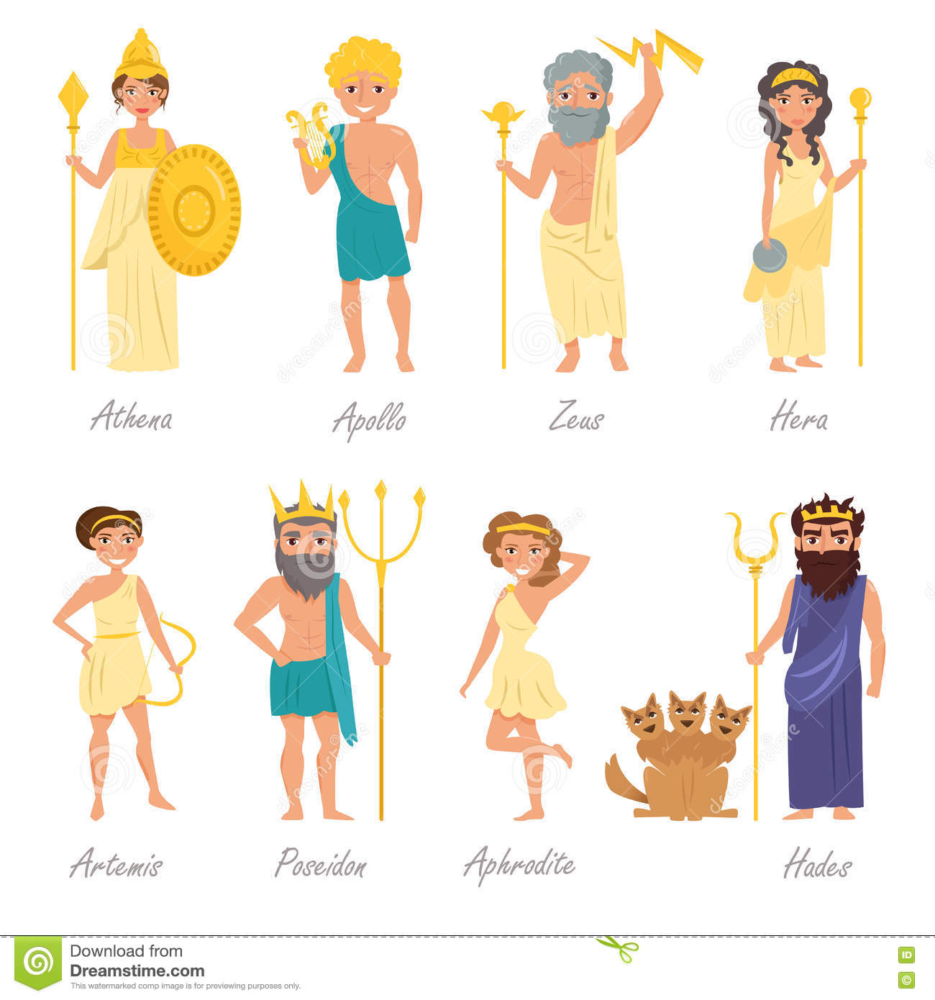 Athena Apollo Zeus Hera
Artemis Poseidon Aphrodite Hades
Download from
Dreamstime.com
This watermarked comp image is for previewing purposes only.
ID
©